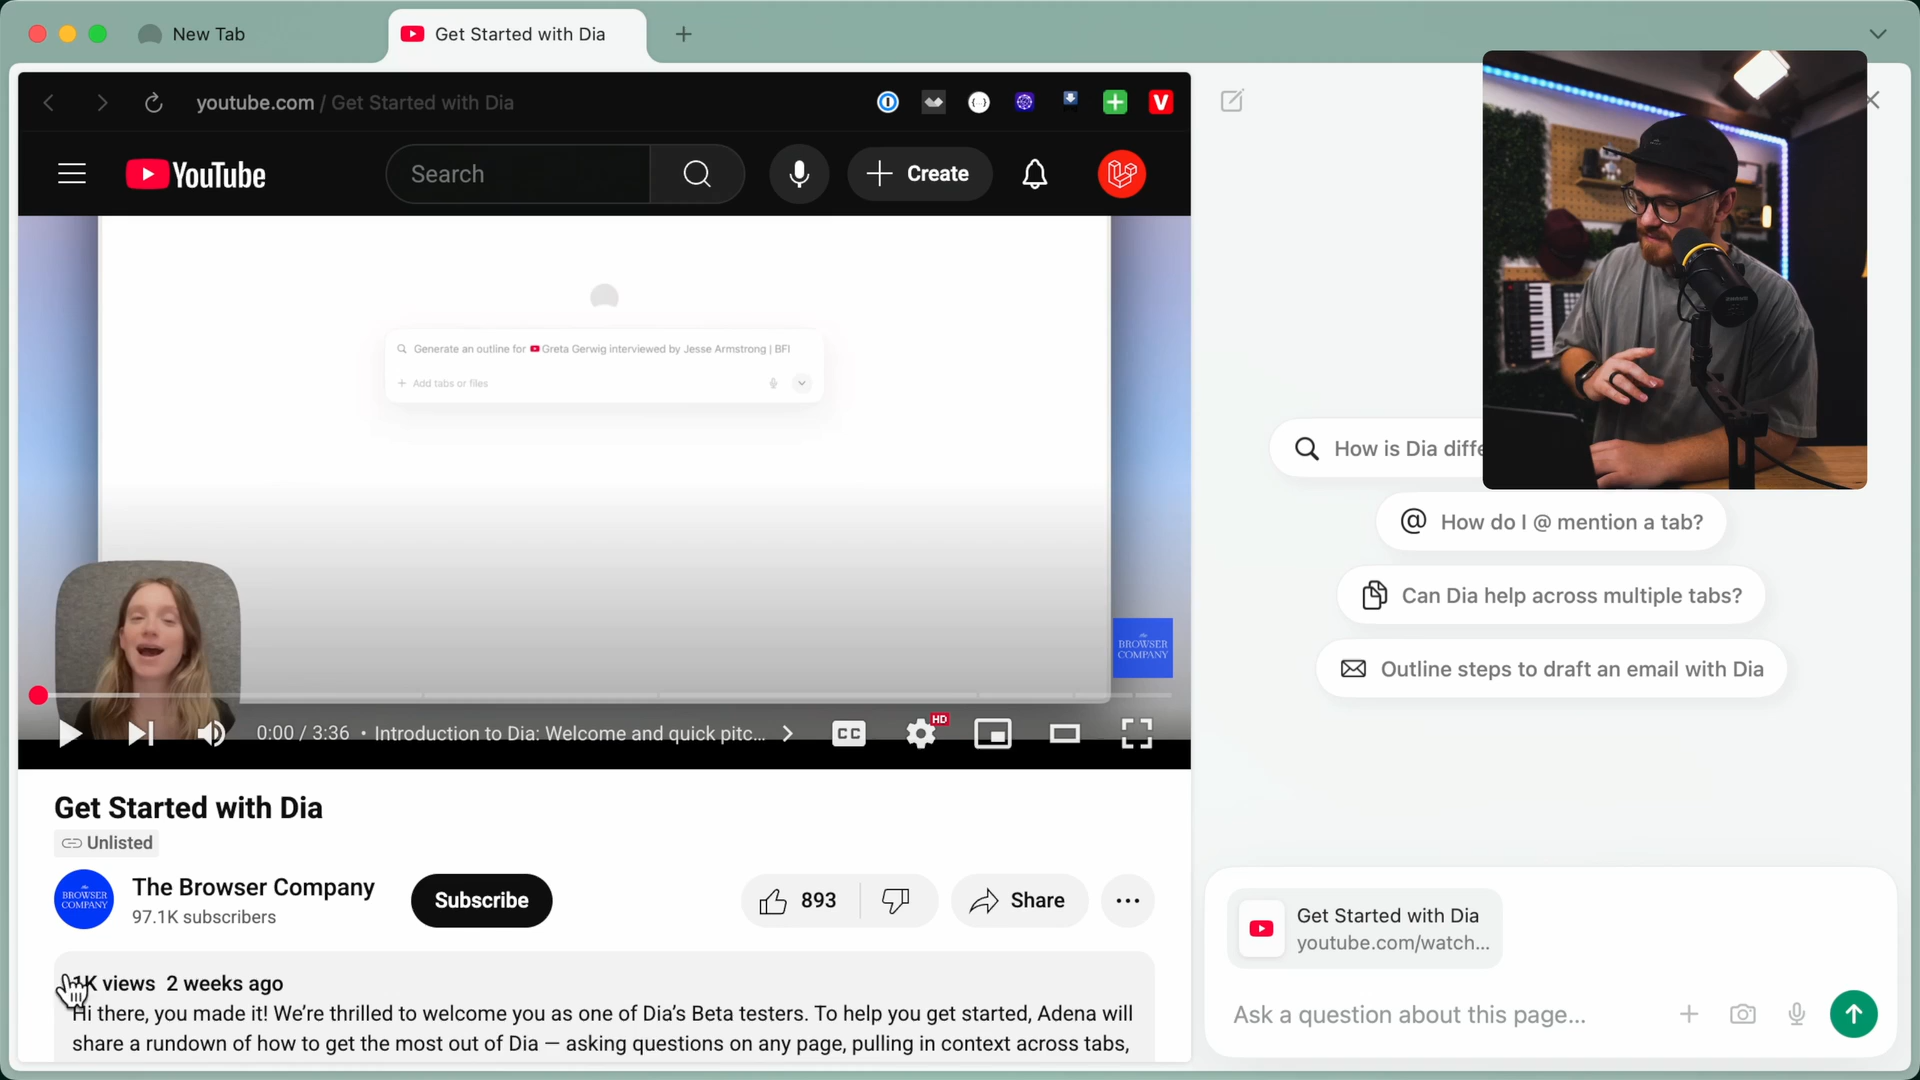 New Tab
Get Started with Dia
youtube.com / Get Started with Dia
YouTube
Search
Create
Generate an outline for Greta Gerwig interviewed by Jesse Armstrong | BFI
Add tabs or files
the
BROWSER
COMPANY
0:00 / 3:36 • Introduction to Dia: Welcome and quick pitc...
CC
HD
Get Started with Dia
Unlisted
the
BROWSER
COMPANY
The Browser Company
97.1K subscribers
Subscribe
893
Share
K views 2 weeks ago
Hi there, you made it! We're thrilled to welcome you as one of Dia's Beta testers. To help you get started, Adena will
share a rundown of how to get the most out of Dia — asking questions on any page, pulling in context across tabs,
How is Dia diffe
@ How do I @ mention a tab?
Can Dia help across multiple tabs?
Outline steps to draft an email with Dia
Get Started with Dia
youtube.com/watch...
Ask a question about this page...